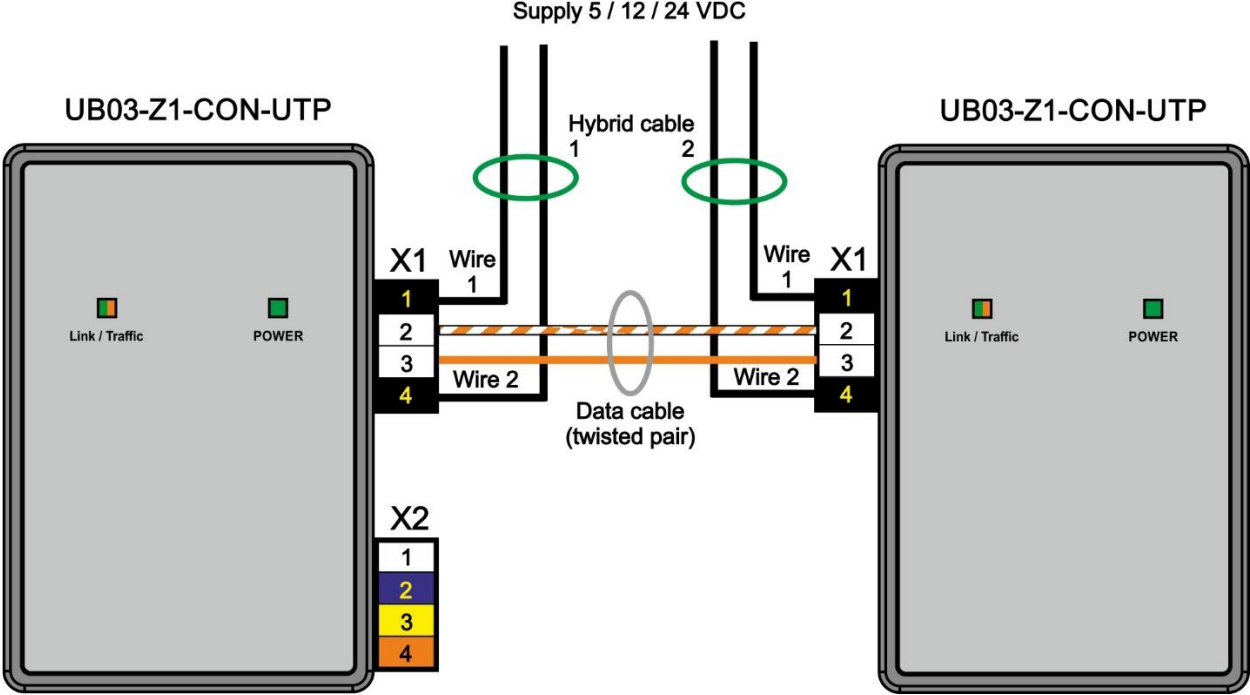 Supply 5 / 12 / 24 VDC
UB03-Z1-CON-UTP
UB03-Z1-CON-UTP
Hybrid cable
1 2
X1
Wire
1
Wire
1
X1
1
2
3
4
1
2
3
4
Link / Traffic
POWER
Link / Traffic
POWER
Wire 2
Wire 2
Data cable
(twisted pair)
X2
1
2
3
4